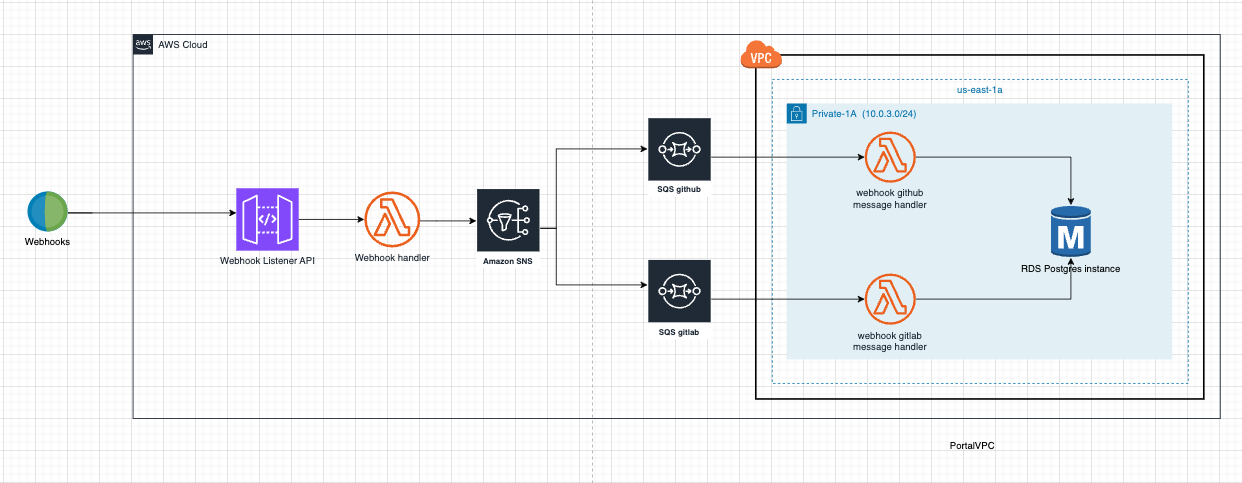 aws
AWS Cloud
VPC
us-east-1a
Private-1A (10.0.3.0/24)
SQS github
webhook github
message handler
Webhooks
</>
Webhook Listener API
Webhook handler
Amazon SNS
M
RDS Postgres instance
SQS gitlab
webhook gitlab
message handler
PortalVPC